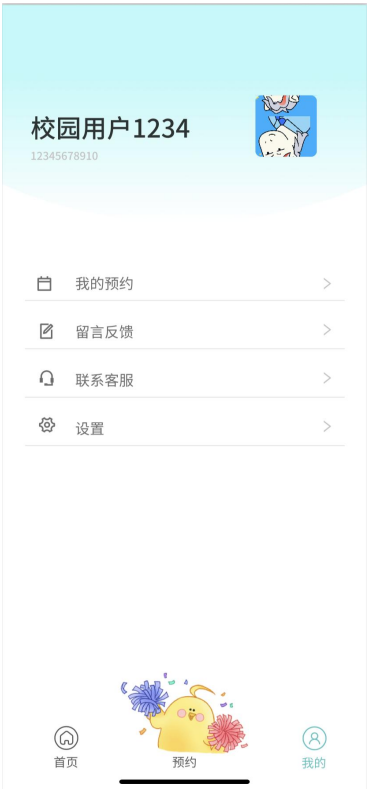 校园用户1234
12345678910
我的预约
留言反馈
联系客服
设置
首页
预约
我的